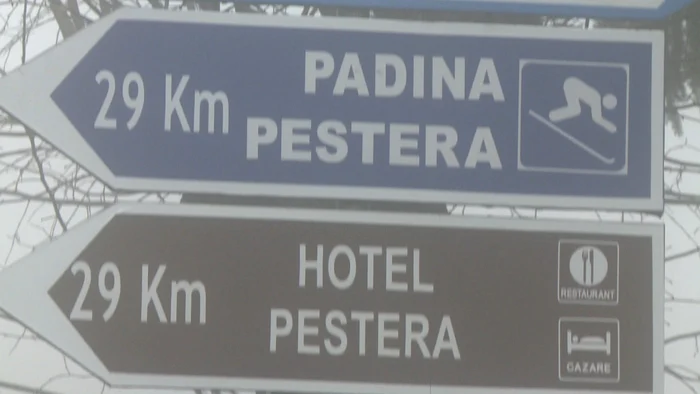 29 Km
PADINA
PESTERA
29 Km
HOTEL
PESTERA
RESTAURANT
CAZARE